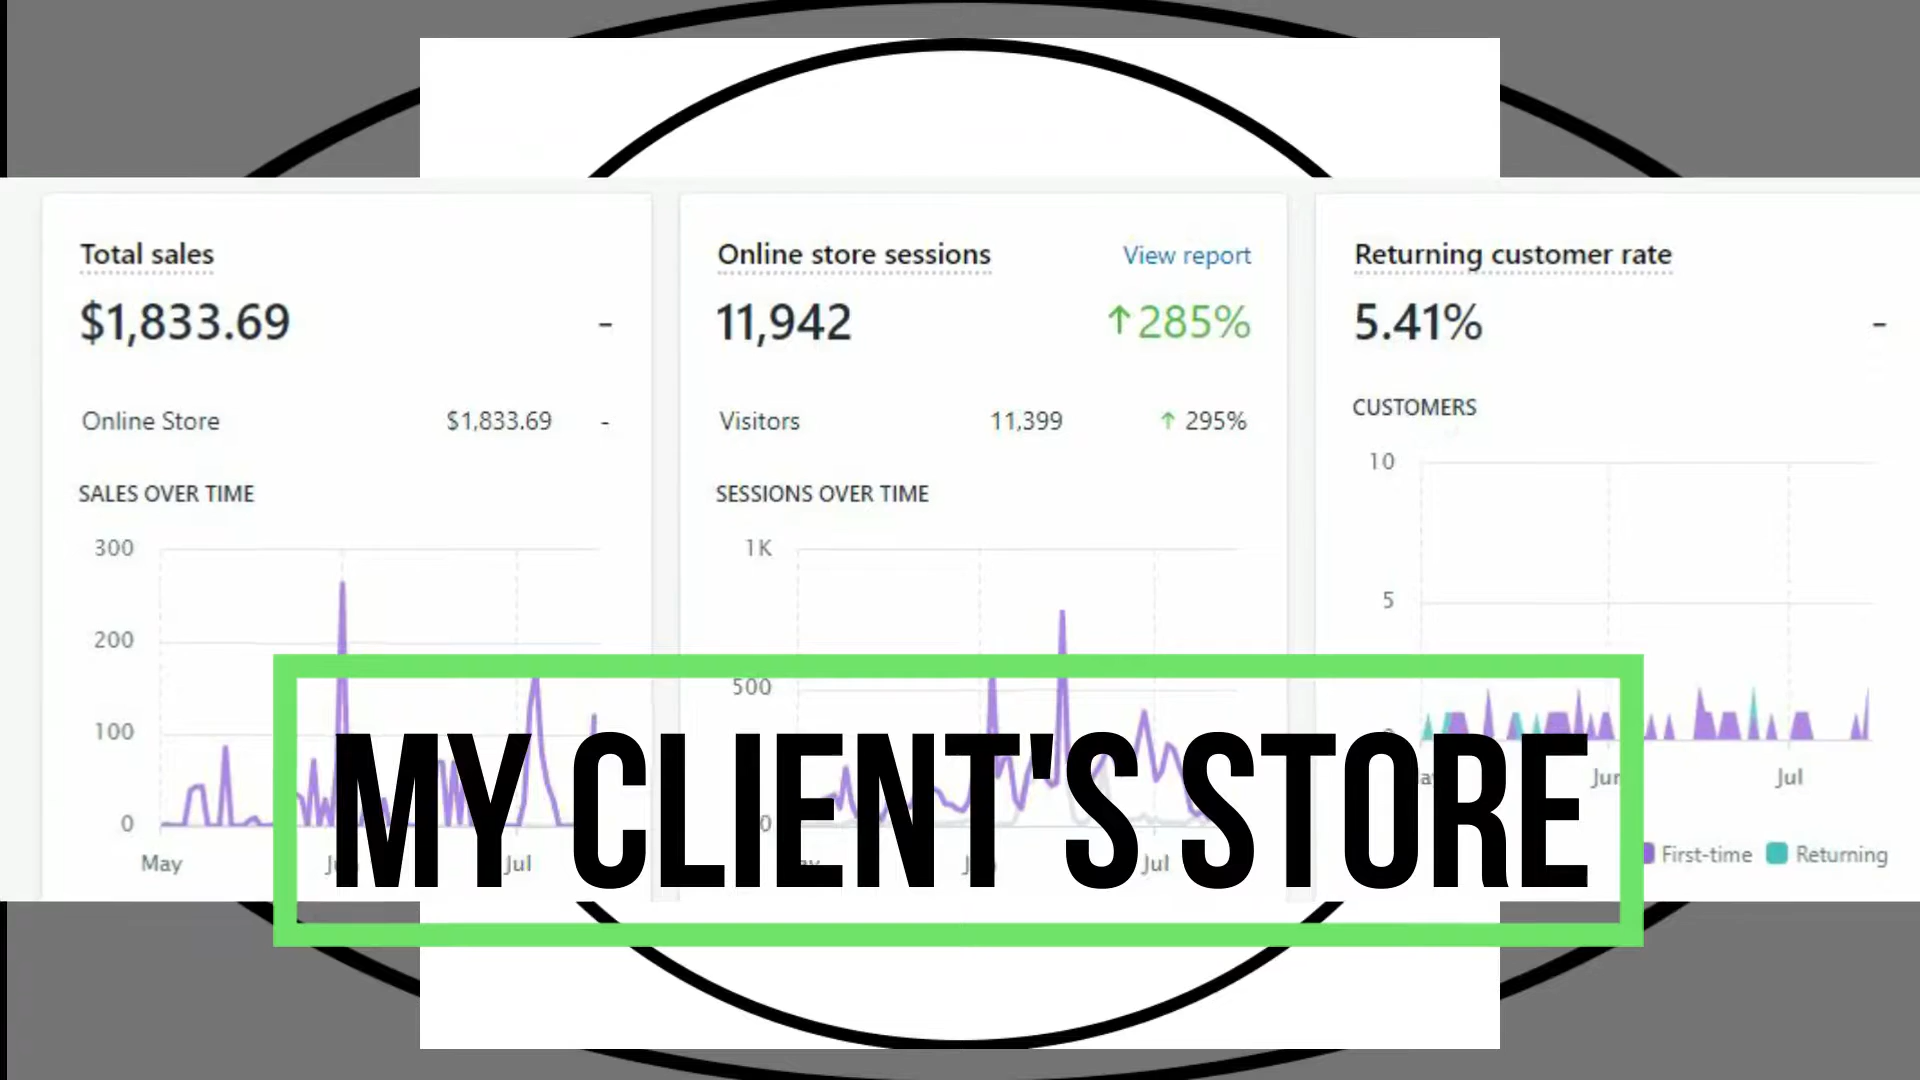 Total sales
$1,833.69 -
Online Store $1,833.69 -
SALES OVER TIME
300
200
100
0
May Jul
Online store sessions View report
11,942 ↑285%
Visitors 11,399 ↑ 295%
SESSIONS OVER TIME
1K
500
0
Jul
Returning customer rate
5.41% -
CUSTOMERS
10
5
Jul
First-time Returning
MY CLIENT'S STORE